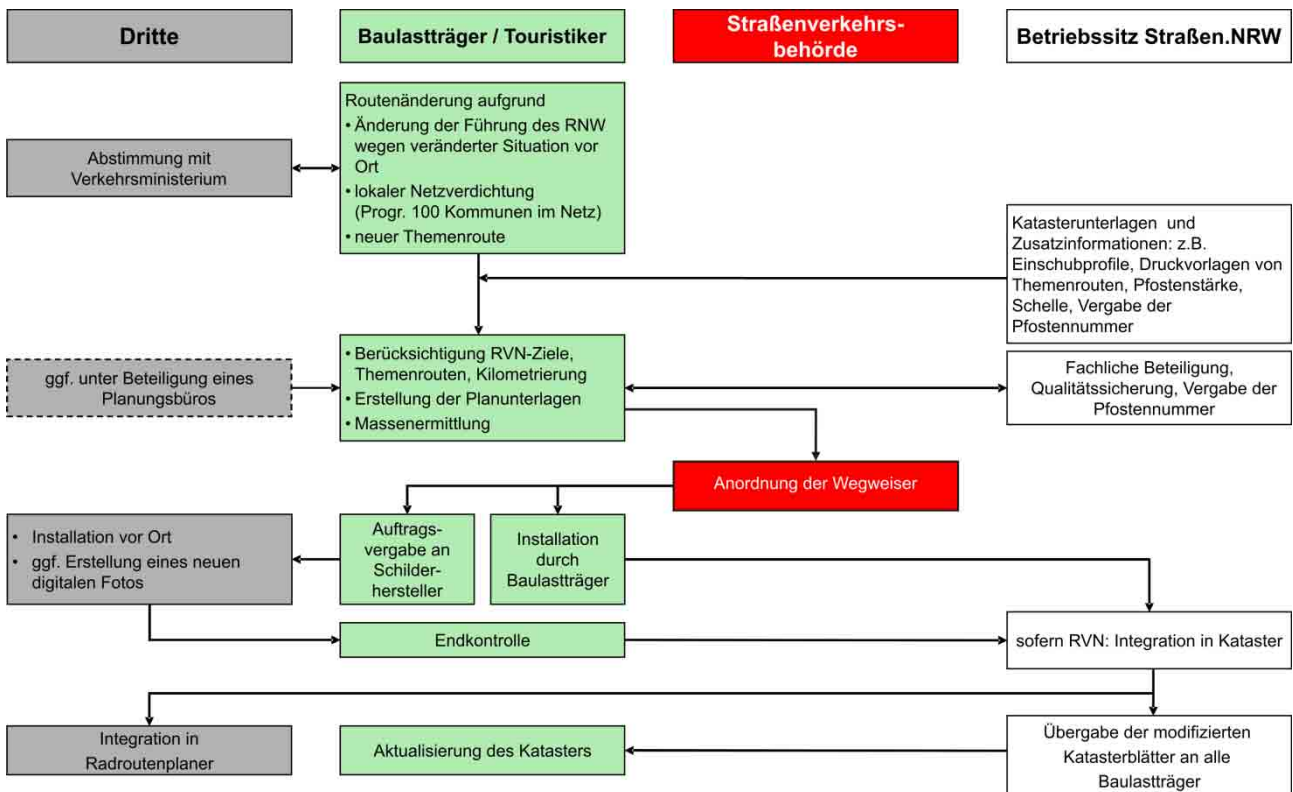 Dritte
Baulastträger / Touristiker
Straßenverkehrs-
behörde
Betriebssitz Straßen.NRW
Routenänderung aufgrund
• Änderung der Führung des RNW
wegen veränderter Situation vor
Ort
• lokaler Netzverdichtung
(Progr. 100 Kommunen im Netz)
• neuer Themenroute
Abstimmung mit
Verkehrsministerium
Katasterunterlagen und
Zusatzinformationen: z.B.
Einschubprofile, Druckvorlagen von
Themenrouten, Pfostenstärke,
Schelle, Vergabe der
Pfostennummer
ggf. unter Beteiligung eines
Planungsbüros
• Berücksichtigung RVN-Ziele,
Themenrouten, Kilometrierung
• Erstellung der Planunterlagen
• Massenermittlung
Fachliche Beteiligung,
Qualitätssicherung, Vergabe der
Pfostennummer
Anordnung der Wegweiser
• Installation vor Ort
• ggf. Erstellung eines neuen
digitalen Fotos
Auftrags-
vergabe an
Schilder-
hersteller
Installation
durch
Baulastträger
Endkontrolle
sofern RVN: Integration in Kataster
Integration in
Radroutenplaner
Aktualisierung des Katasters
Übergabe der modifizierten
Katasterblätter an alle
Baulastträger